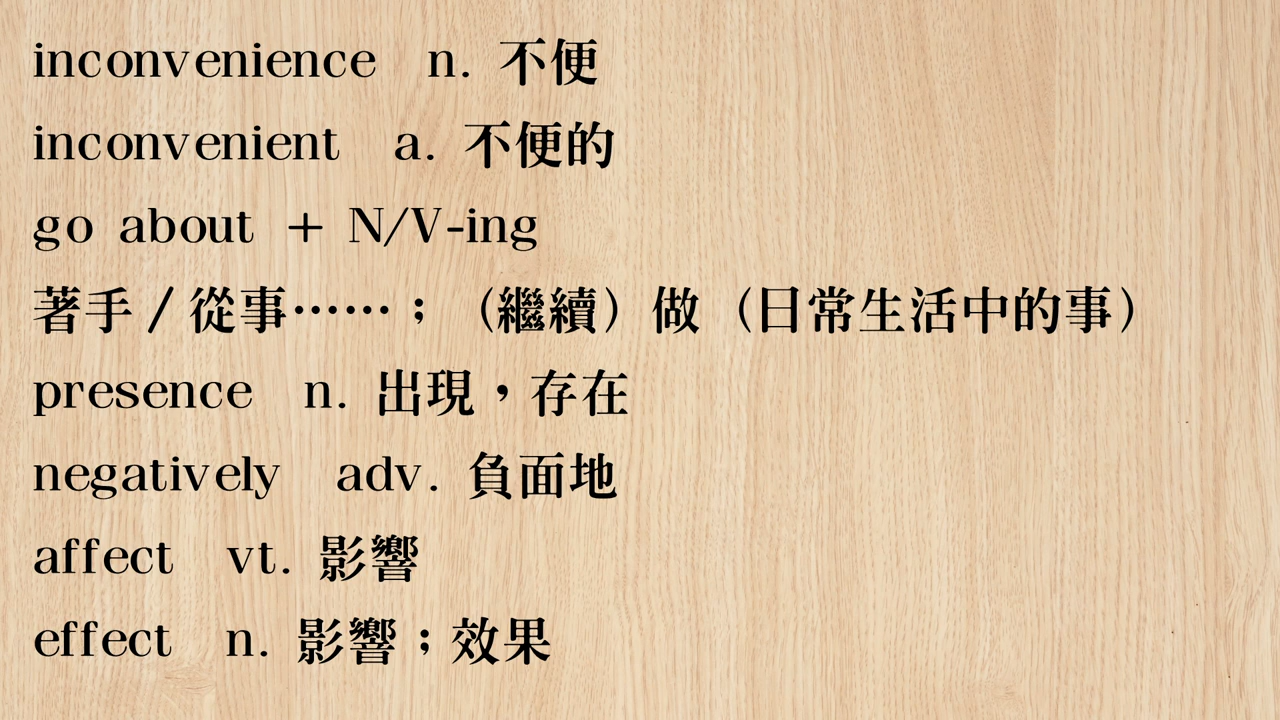 inconvenience n. 不便
inconvenient a. 不便的
go about + N/V-ing
著手／從事……；（繼續）做（日常生活中的事）
presence n. 出現，存在
negatively adv. 負面地
affect vt. 影響
effect n. 影響；效果